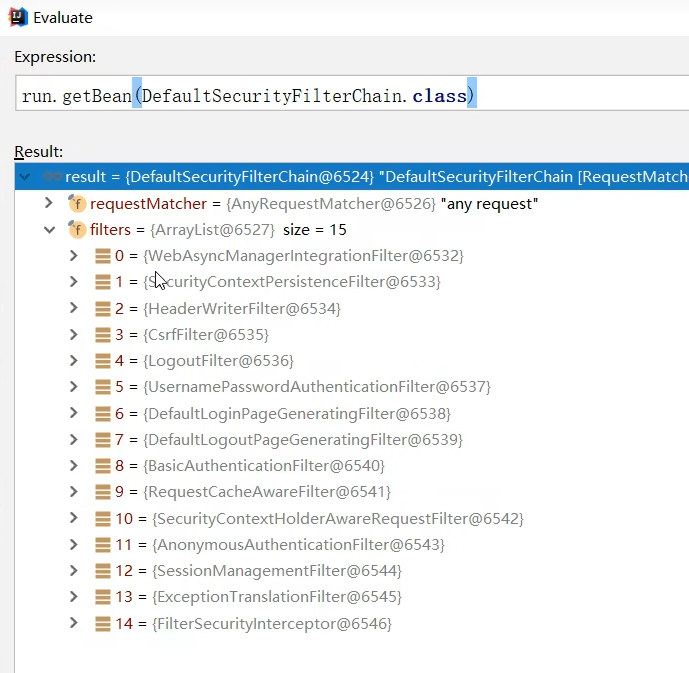 Evaluate
Expression:
run.getBean(DefaultSecurityFilterChain.class)
Result:
result = {DefaultSecurityFilterChain@6524} "DefaultSecurityFilterChain [RequestMatch
requestMatcher = {AnyRequestMatcher@6526} "any request"
filters = {ArrayList@6527} size = 15
0 = {WebAsyncManagerIntegrationFilter@6532}
1 = {SecurityContextPersistenceFilter@6533}
2 = {HeaderWriterFilter@6534}
3 = {CsrfFilter@6535}
4 = {LogoutFilter@6536}
5 = {UsernamePasswordAuthenticationFilter@6537}
6 = {DefaultLoginPageGeneratingFilter@6538}
7 = {DefaultLogoutPageGeneratingFilter@6539}
8 = {BasicAuthenticationFilter@6540}
9 = {RequestCacheAwareFilter@6541}
10 = {SecurityContextHolderAwareRequestFilter@6542}
11 = {AnonymousAuthenticationFilter@6543}
12 = {SessionManagementFilter@6544}
13 = {ExceptionTranslationFilter@6545}
14 = {FilterSecurityInterceptor@6546}